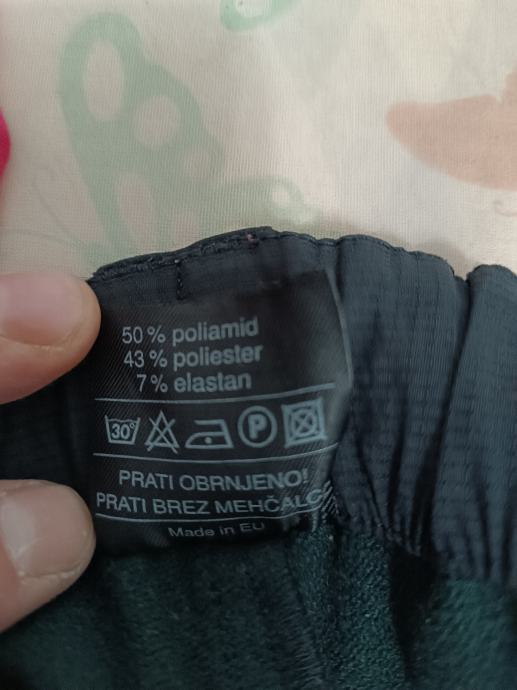 50 % poliamid
43 % poliester
7 % elastan
30°
P
PRATI OBRNJENO!
PRATI BREZ
Made in EU